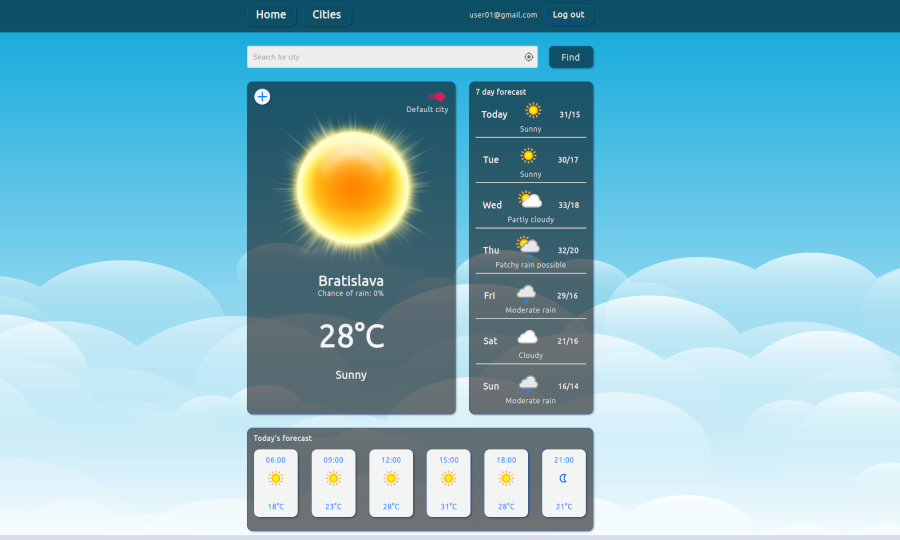 Home Cities user01@gmail.com Log out
Search for city Find
Default city
Bratislava
Chance of rain: 0%
28°C
Sunny
7 day forecast
Today 31/15
Sunny
Tue 30/17
Sunny
Wed 33/18
Partly cloudy
Thu 32/20
Patchy rain possible
Fri 29/16
Moderate rain
Sat 21/16
Cloudy
Sun 16/14
Moderate rain
Today's forecast
06:00 09:00 12:00 15:00 18:00 21:00
18°C 23°C 28°C 31°C 28°C 21°C